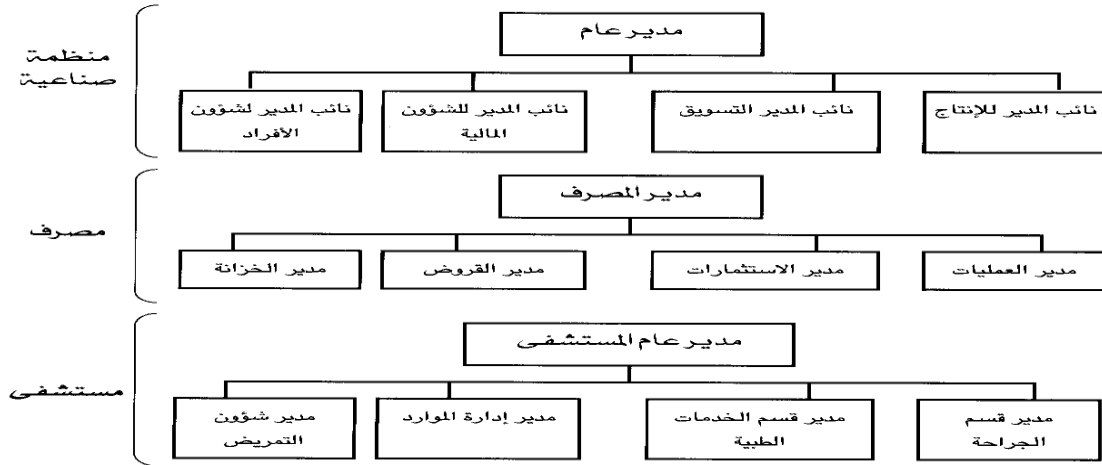 منظمة
صناعية
مدير عام
نائب المدير للإنتاج
نائب المدير التسويق
نائب المدير للشؤون
المالية
نائب المدير لشؤون
الأفراد
مصرف
مدير المصرف
مدير العمليات
مدير الاستثمارات
مدير القروض
مدير الخزانة
مستشفى
مدير عام المستشفى
مدير قسم
الجراحة
مدير قسم الخدمات
الطبية
مدير إدارة الموارد
مدير شؤون
التمريض